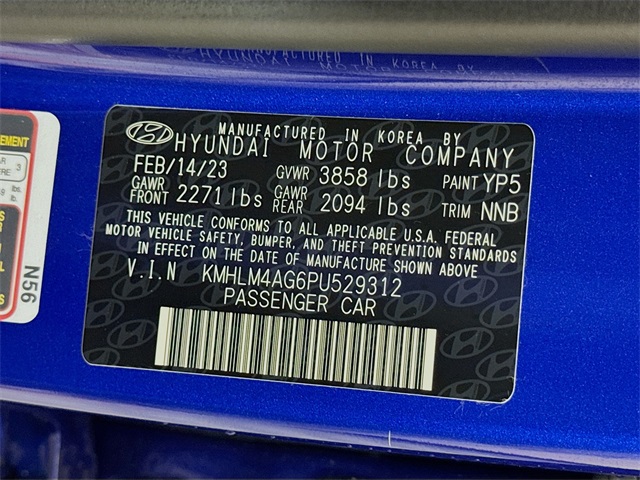 MANUFACTURED IN KOREA BY
HYUNDAI MOTOR COMPANY
FEB/14/23 GVWR 3858 lbs PAINT YP5
GAWR FRONT 2271 lbs GAWR REAR 2094 lbs TRIM NNB
THIS VEHICLE CONFORMS TO ALL APPLICABLE U.S.A. FEDERAL
MOTOR VEHICLE SAFETY, BUMPER, AND THEFT PREVENTION STANDARDS
IN EFFECT ON THE DATE OF MANUFACTURE SHOWN ABOVE
V.I.N KMHLM4AG6PU529312
PASSENGER CAR
N56
3
lbs.